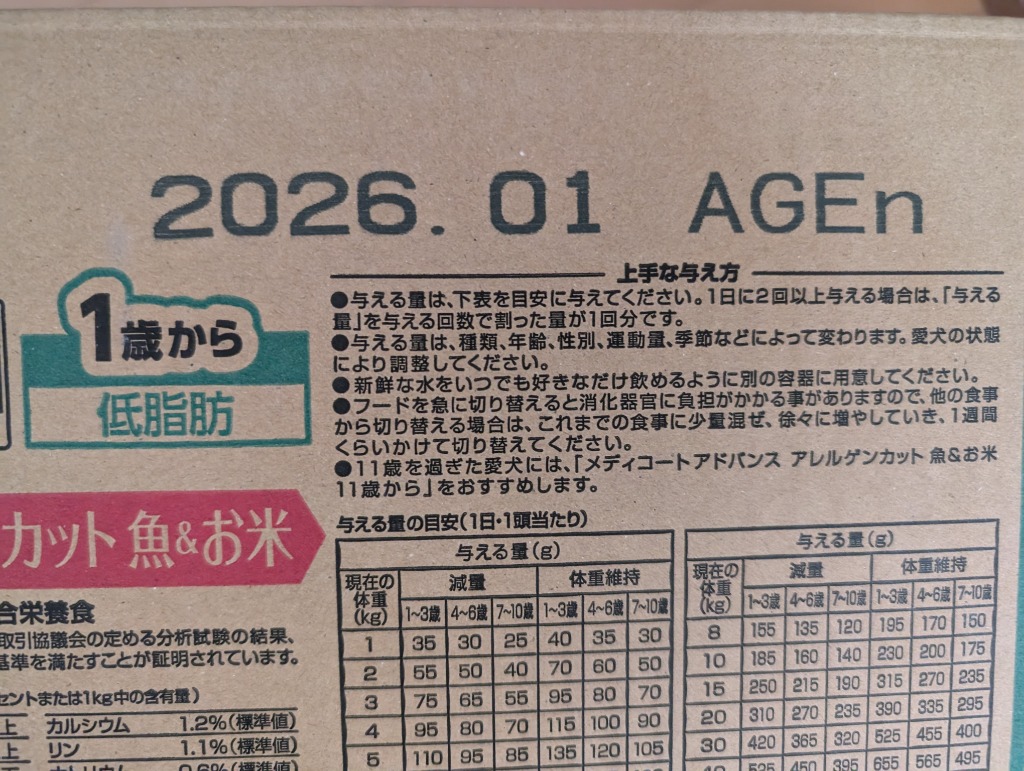 2026. 01 AGEn
1歳から
低脂肪
カット 魚&お米
合栄養食
取引協議会の定める分析試験の結果、
基準を満たすことが証明されています。
セントまたは1kg中の含有量）
上 カルシウム 1.2%（標準値）
上 リン 1.1%（標準値）
ナトリウム 0.6%（標準値）
上手な与え方
●与える量は、下表を目安に与えてください。1日に2回以上与える場合は、「与える
量」を与える回数で割った量が1回分です。
●与える量は、種類、年齢、性別、運動量、季節などによって変わります。愛犬の状態
により調整してください。
●新鮮な水をいつでも好きなだけ飲めるように別の容器に用意してください。
●フードを急に切り替えると消化器官に負担がかかる事がありますので、他の食事
から切り替える場合は、これまでの食事に少量混ぜ、徐々に増やしていき、1週間
くらいかけて切り替えてください。
●11歳を過ぎた愛犬には、「メディコートアドバンス アレルゲンカット 魚&お米
11歳から」をおすすめします。
与える量の目安（1日・1頭当たり）
与える量（g）
現在の体重（kg） 減量 体重維持
1~3歳 4~6歳 7~10歳 1~3歳 4~6歳 7~10歳
1 35 30 25 40 35 30
2 55 50 40 70 60 50
3 75 65 55 95 80 70
4 95 80 70 115 100 90
5 110 95 85 135 120 105
与える量（g）
現在の体重（kg） 減量 体重維持
1~3歳 4~6歳 7~10歳 1~3歳 4~6歳 7~10歳
8 155 135 120 195 170 150
10 185 160 140 230 200 175
15 250 215 190 315 270 235
20 310 270 235 390 335 295
30 420 365 320 525 455 400
40 525 450 395 655 565 495